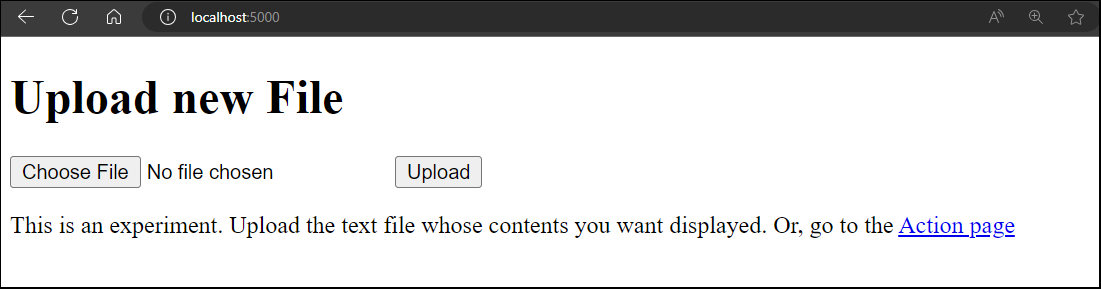 localhost:5000
Upload new File
Choose File No file chosen Upload
This is an experiment. Upload the text file whose contents you want displayed. Or, go to the Action page